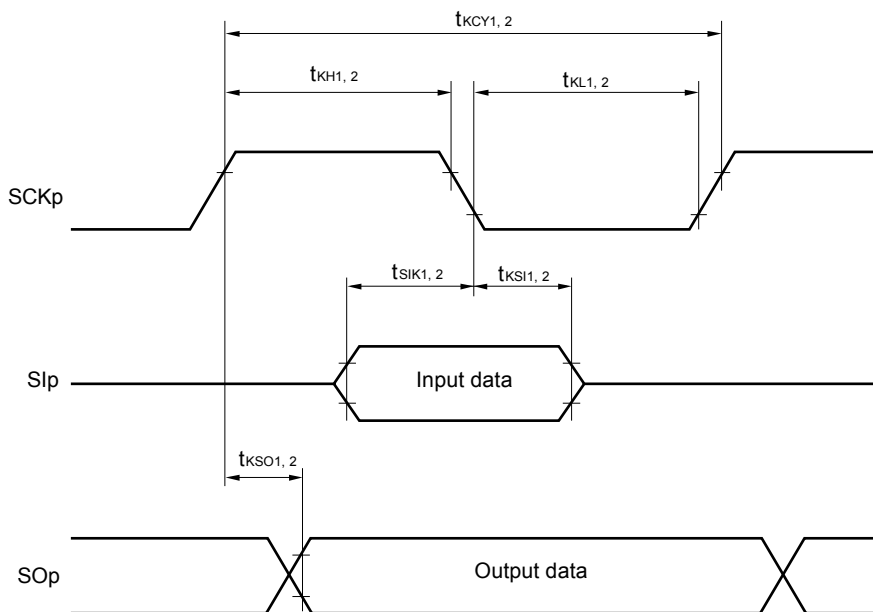 tKCY1, 2
tKH1, 2
tKL1, 2
SCKp
tSIK1, 2
tKSI1, 2
SIp
Input data
tKSO1, 2
SOp
Output data